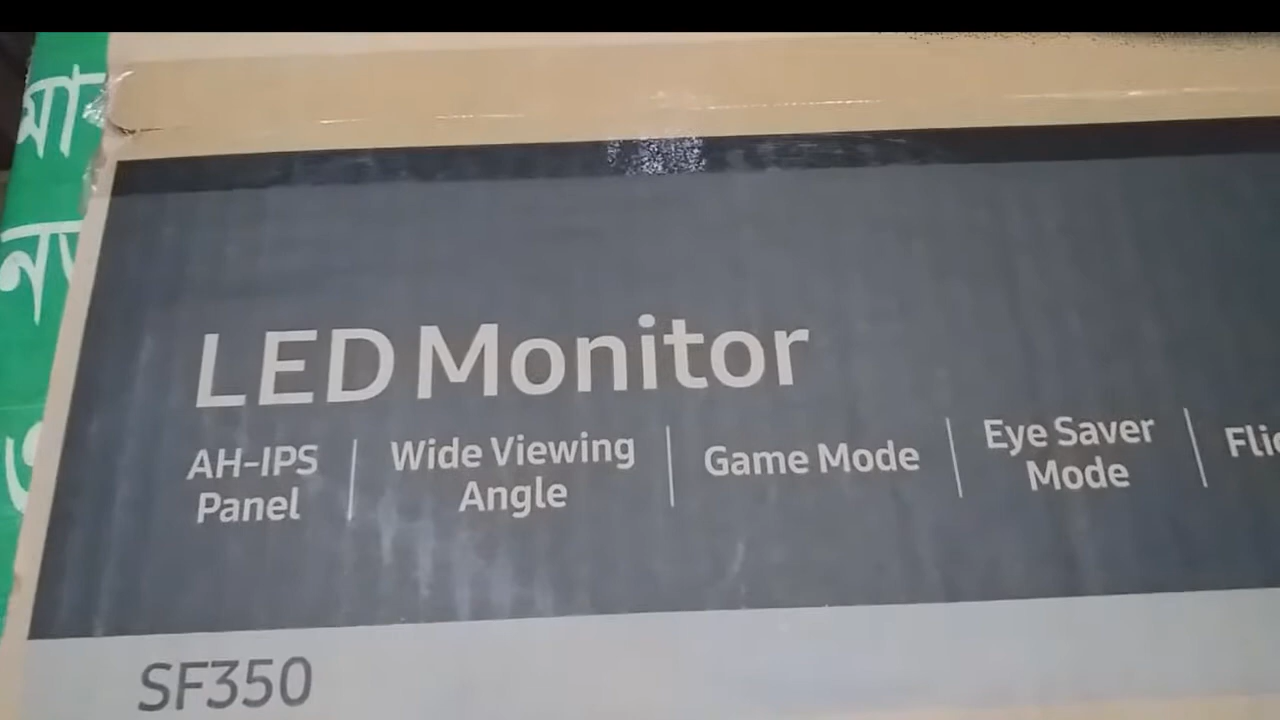 LED Monitor
AH-IPS
Panel
Wide Viewing
Angle
Game Mode
Eye Saver
Mode
SF350